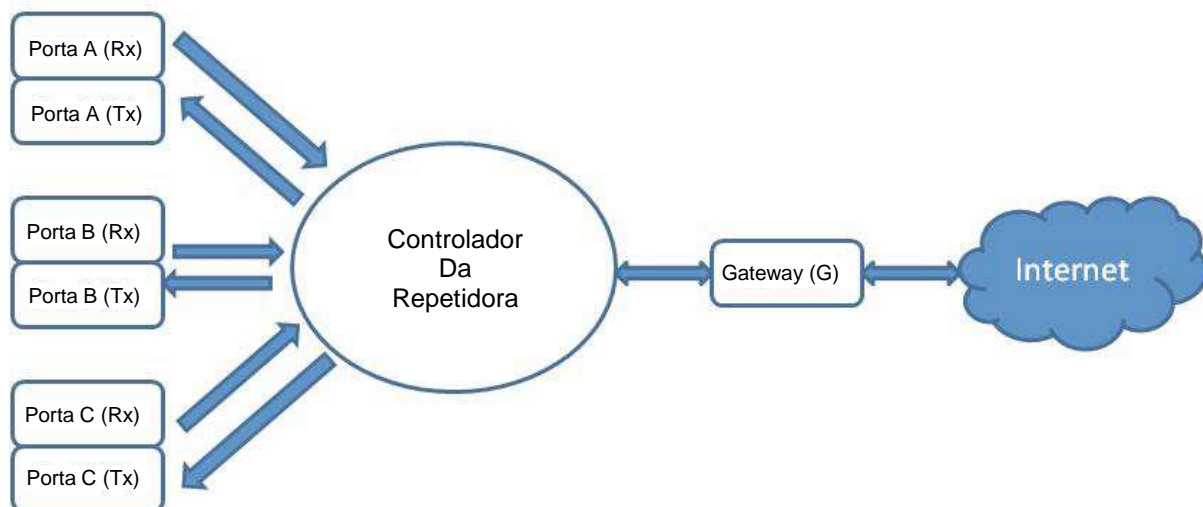 Porta A (Rx)
Porta A (Tx)
Porta B (Rx)
Porta B (Tx)
Porta C (Rx)
Porta C (Tx)
Controlador
Da
Repetidora
Gateway (G)
Internet